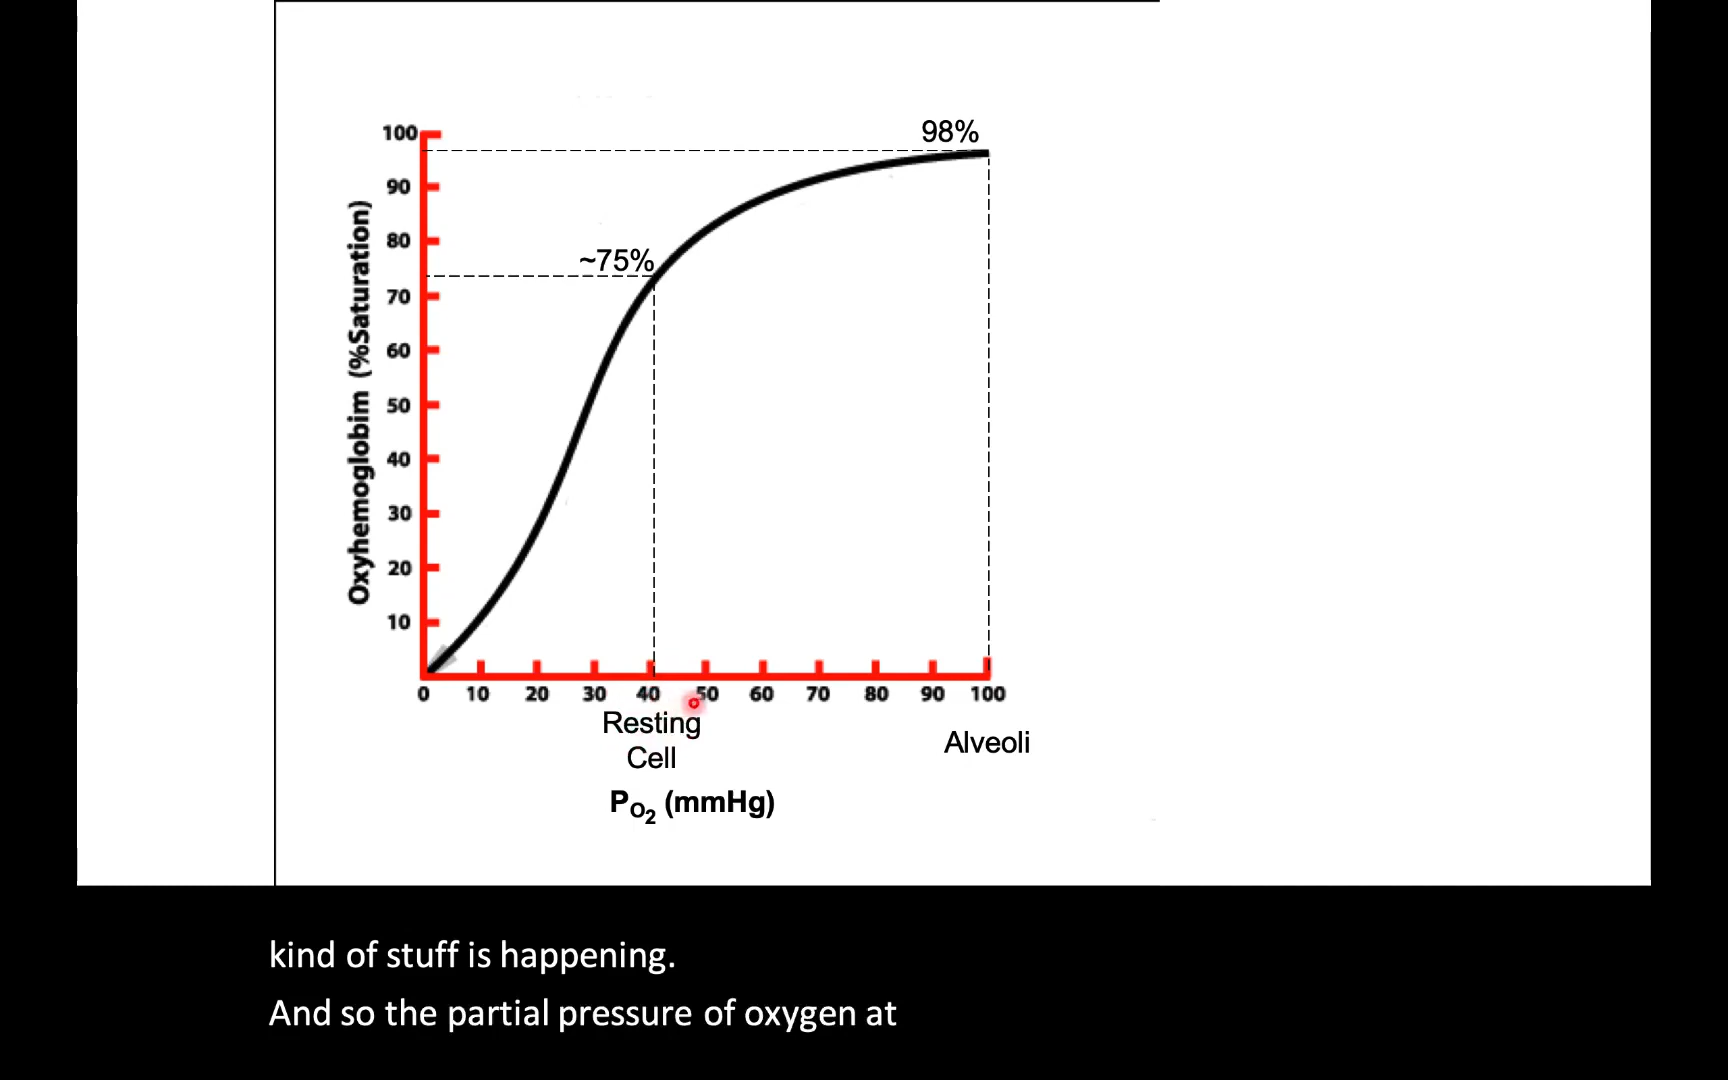 98%
~75%
Oxyhemoglobim (%Saturation)
100
90
80
70
60
50
40
30
20
10
0 10 20 30 40 50 60 70 80 90 100
Resting
Cell
Alveoli
PO2 (mmHg)
kind of stuff is happening.
And so the partial pressure of oxygen at